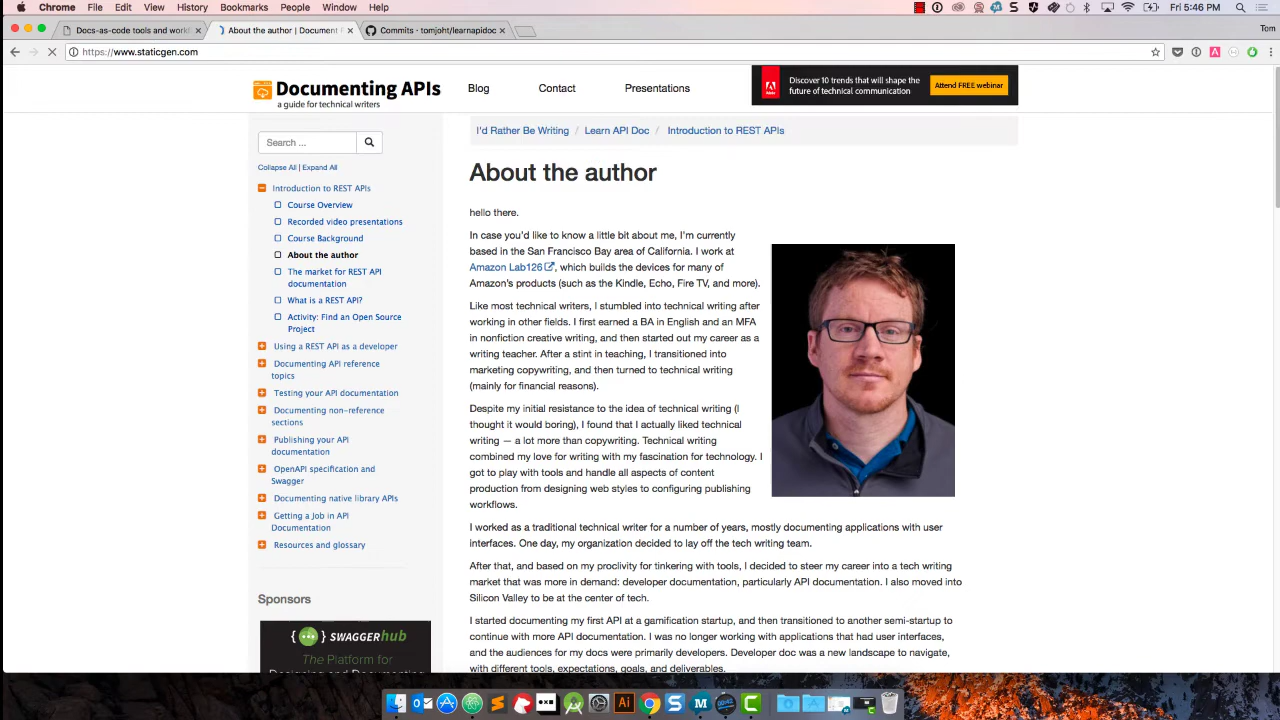 Chrome File Edit View History Bookmarks People Window Help Fri 5:46 PM
Docs-as-code tools and workf × About the author | Document × Commits · tomjoht/learnapidoc × Tom
https://www.staticgen.com
Documenting APIs
a guide for technical writers
Blog Contact Presentations
Discover 10 trends that will shape the
future of technical communication
Attend FREE webinar
I'd Rather Be Writing / Learn API Doc / Introduction to REST APIs
Search ...
Collapse All | Expand All
Introduction to REST APIs
Course Overview
Recorded video presentations
Course Background
About the author
The market for REST API
documentation
What is a REST API?
Activity: Find an Open Source
Project
Using a REST API as a developer
Documenting API reference
topics
Testing your API documentation
Documenting non-reference
sections
Publishing your API
documentation
OpenAPI specification and
Swagger
Documenting native library APIs
Getting a Job in API
Documentation
Resources and glossary
Sponsors
{··} SWAGGERhub
The Platform for
Designing and Documenting
About the author
hello there.
In case you'd like to know a little bit about me, I'm currently
based in the San Francisco Bay area of California. I work at
Amazon Lab126, which builds the devices for many of
Amazon's products (such as the Kindle, Echo, Fire TV, and more).
Like most technical writers, I stumbled into technical writing after
working in other fields. I first earned a BA in English and an MFA
in nonfiction creative writing, and then started out my career as a
writing teacher. After a stint in teaching, I transitioned into
marketing copywriting, and then turned to technical writing
(mainly for financial reasons).
Despite my initial resistance to the idea of technical writing (I
thought it would boring), I found that I actually liked technical
writing — a lot more than copywriting. Technical writing
combined my love for writing with my fascination for technology. I
got to play with tools and handle all aspects of content
production from designing web styles to configuring publishing
workflows.
I worked as a traditional technical writer for a number of years, mostly documenting applications with user
interfaces. One day, my organization decided to lay off the tech writing team.
After that, and based on my proclivity for tinkering with tools, I decided to steer my career into a tech writing
market that was more in demand: developer documentation, particularly API documentation. I also moved into
Silicon Valley to be at the center of tech.
I started documenting my first API at a gamification startup, and then transitioned to another semi-startup to
continue with more API documentation. I was no longer working with applications that had user interfaces,
and the audiences for my docs were primarily developers. Developer doc was a new landscape to navigate,
with different tools, expectations, goals, and deliverables.